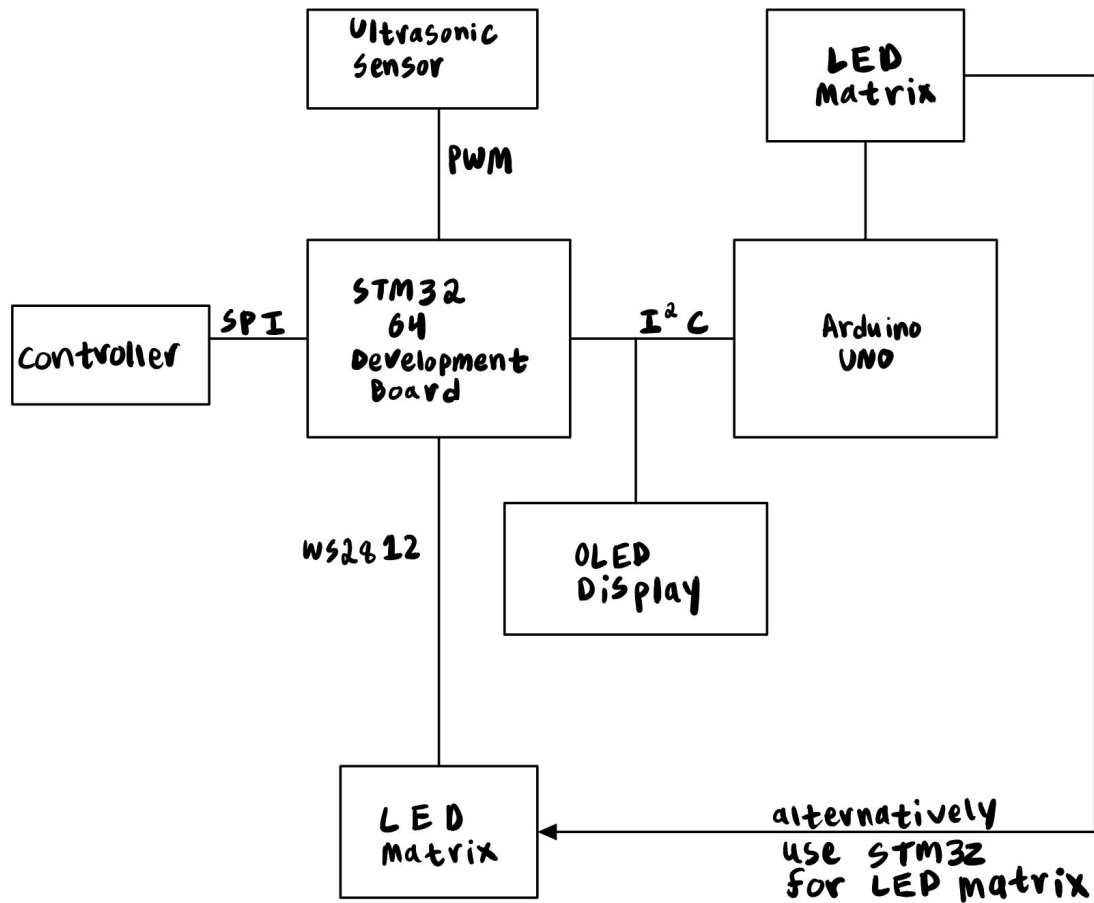 Ultrasonic
Sensor
LED
Matrix
PWM
STM32
64
Development
Board
SPI
I² C
Controller
Arduino
UNO
WS2812
OLED
Display
LED
Matrix
alternatively
use STM32
for LED matrix